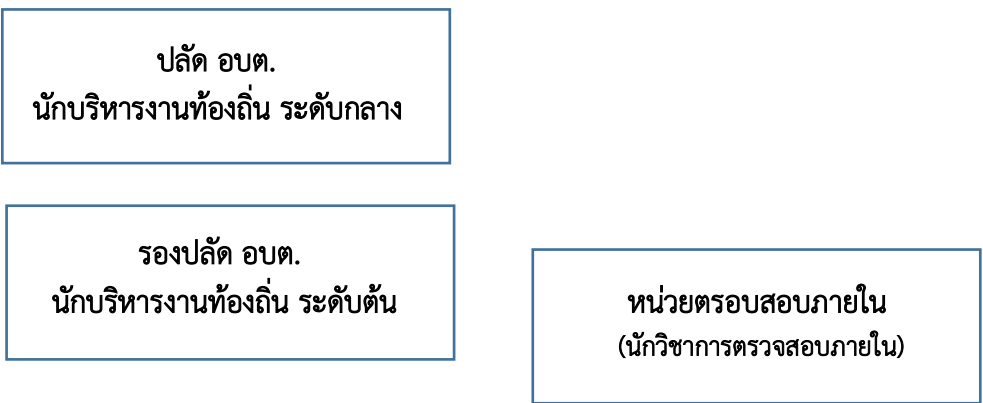 ปลัด อบต.
นักบริหารงานท้องถิ่น ระดับกลาง
รองปลัด อบต.
นักบริหารงานท้องถิ่น ระดับต้น
หน่วยตรอบสอบภายใน
(นักวิชาการตรวจสอบภายใน)